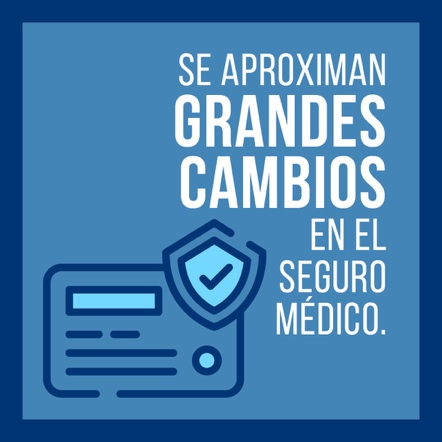 SE APROXIMAN
GRANDES
CAMBIOS
EN EL
SEGURO
MÉDICO.